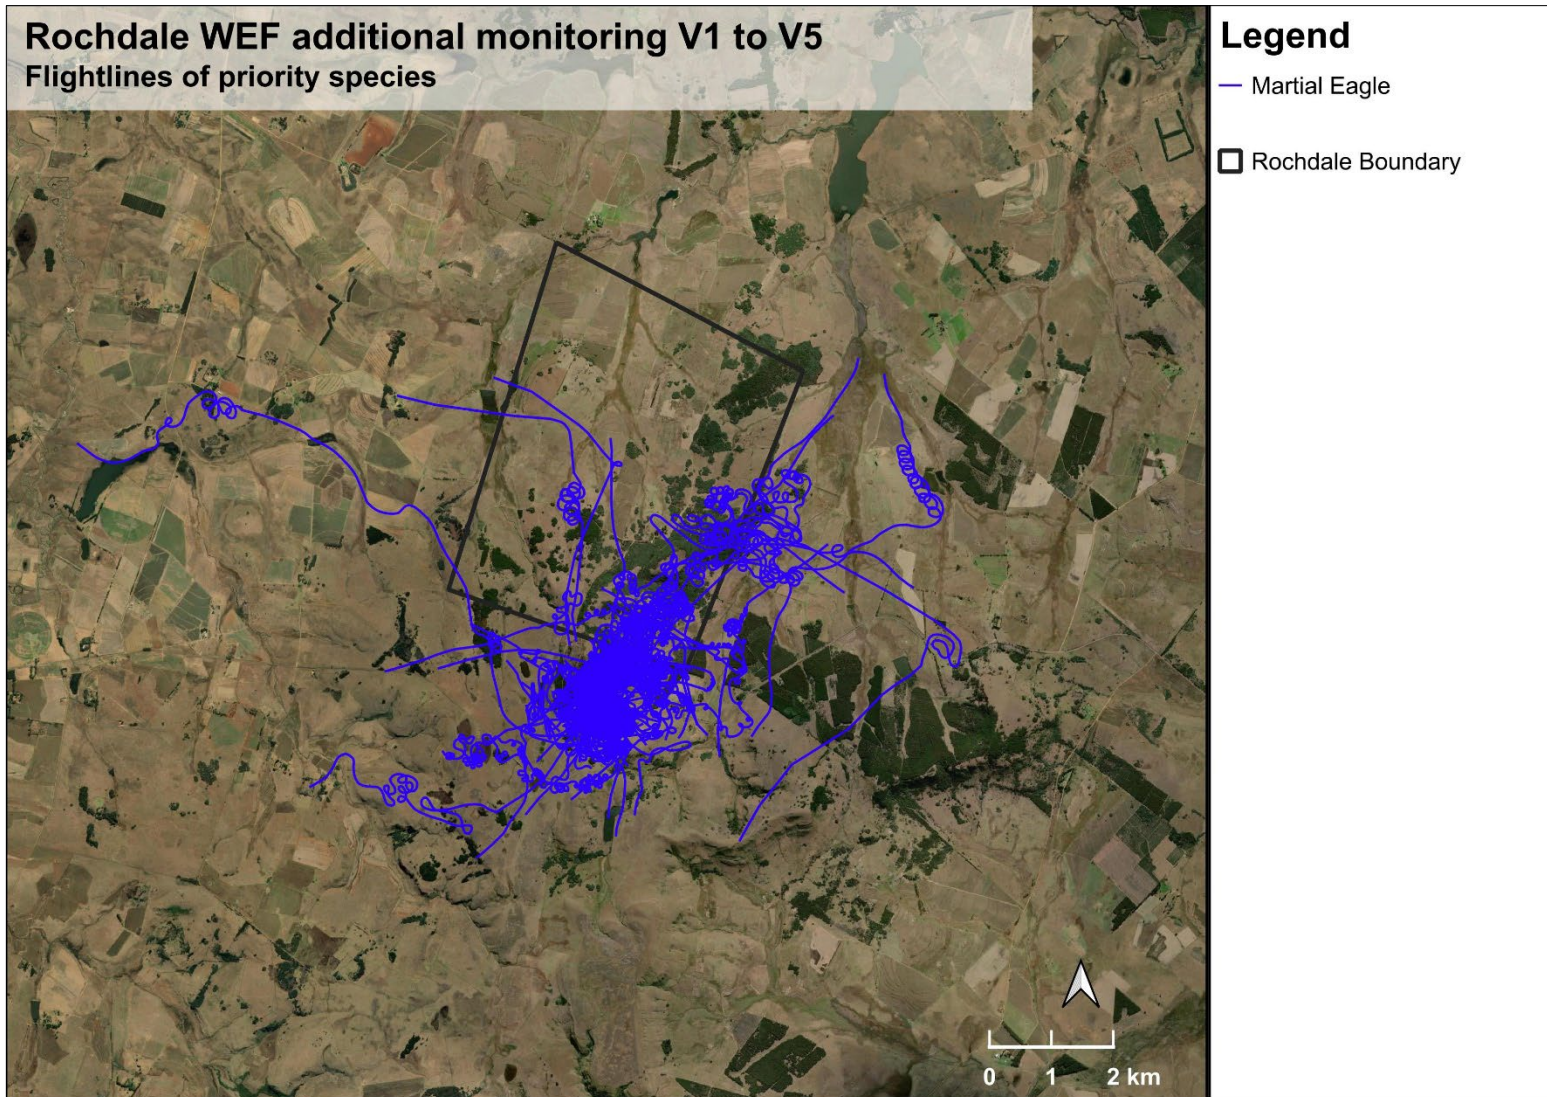 Rochdale WEF additional monitoring V1 to V5
Flightlines of priority species
Legend
Martial Eagle
Rochdale Boundary
0 1 2 km